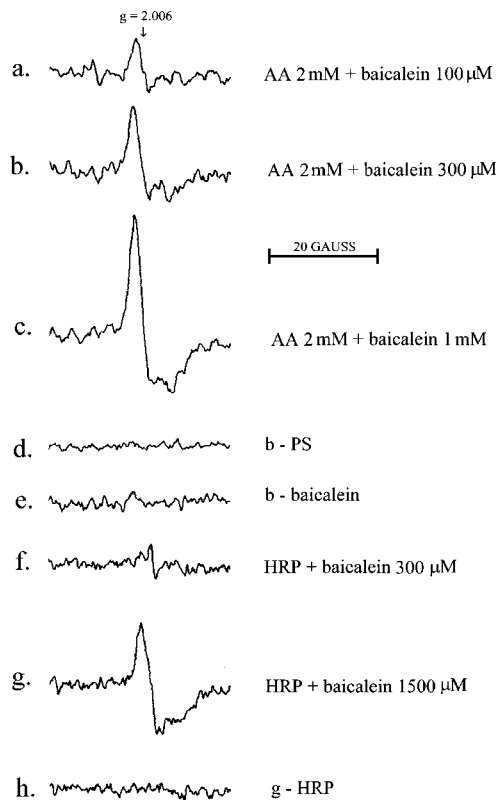 g = 2.006
↓
a. AA 2 mM + baicalein 100 μM
b. AA 2 mM + baicalein 300 μM
20 GAUSS
c. AA 2 mM + baicalein 1 mM
d. b - PS
e. b - baicalein
f. HRP + baicalein 300 μM
g. HRP + baicalein 1500 μM
h. g - HRP